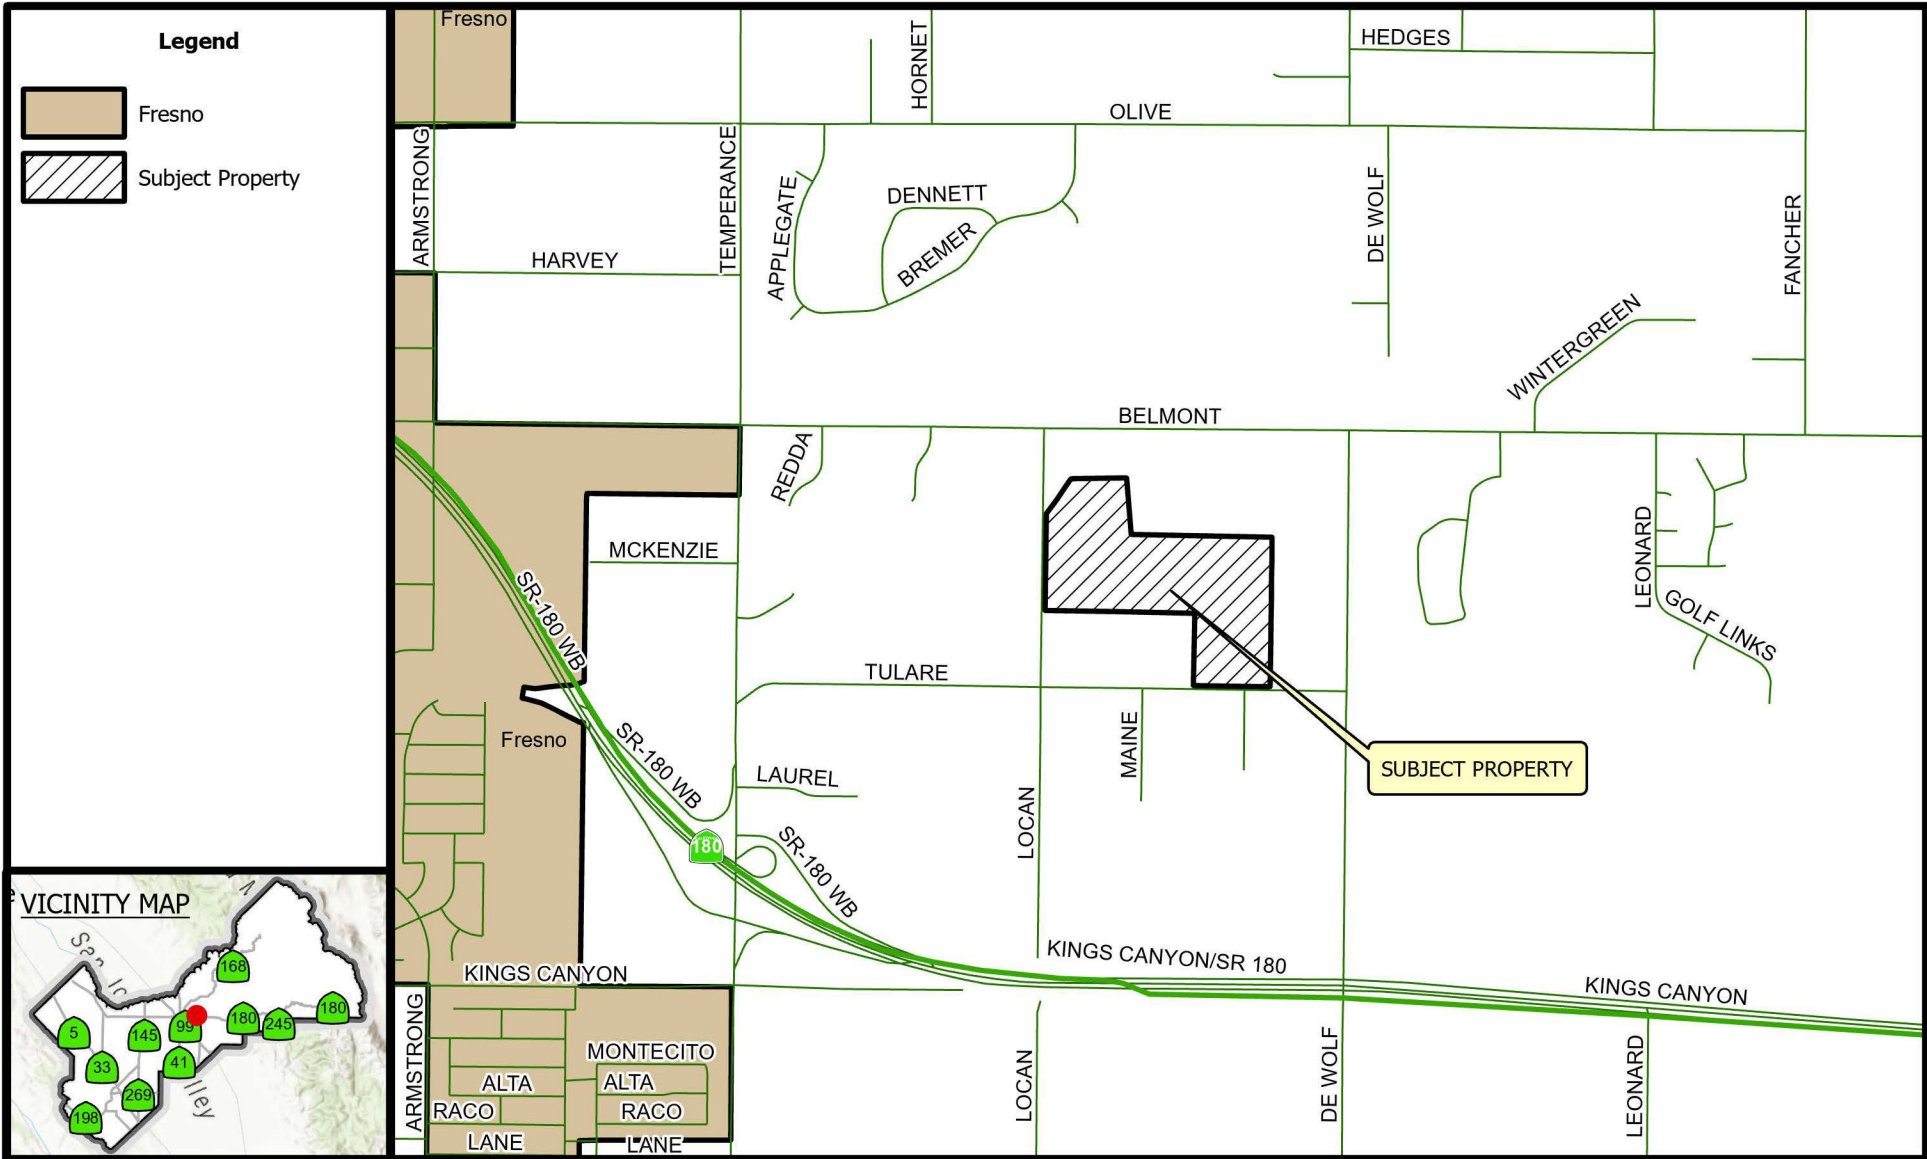 Legend
Fresno
Subject Property
Fresno
HORNET
HEDGES
OLIVE
ARMSTRONG
TEMPERANCE
APPLEGATE
DENNETT
BREMER
DE WOLF
FANCHER
HARVEY
WINTERGREEN
BELMONT
REDDA
MCKENZIE
LEONARD
GOLF LINKS
SR-180 WB
TULARE
SUBJECT PROPERTY
Fresno
SR-180 WB
MAINE
LAUREL
LOCAN
180
SR-180 WB
KINGS CANYON/SR 180
KINGS CANYON
KINGS CANYON
ARMSTRONG
MONTECITO
ALTA
ALTA
RACO
RACO
LANE
LANE
LOCAN
DE WOLF
LEONARD
VICINITY MAP
San Jo
lley
168
5
145
99
180
245
180
33
41
269
198